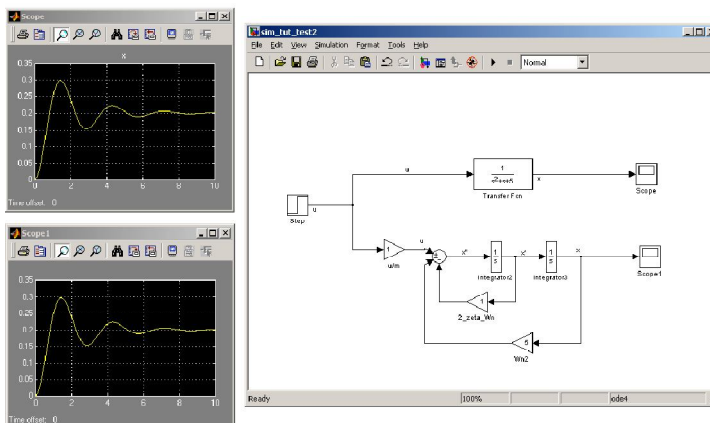 Scope
x
0.35
0.3
0.25
0.2
0.15
0.1
0.05
0
0 2 4 6 8 10
Time offset: 0
Scope1
0.35
0.3
0.25
0.2
0.15
0.1
0.05
0
0 2 4 6 8 10
Time offset: 0
sim_tut_test2
File Edit View Simulation Format Tools Help
Normal
u
1
x
Transfer Fcn
Scope
Step
u
1
u/m
u
x''
1
s
integrator2
x'
1
s
integrator3
x
Scope1
1
2_zeta_Wn
5
Wn2
Ready
100%
ode4